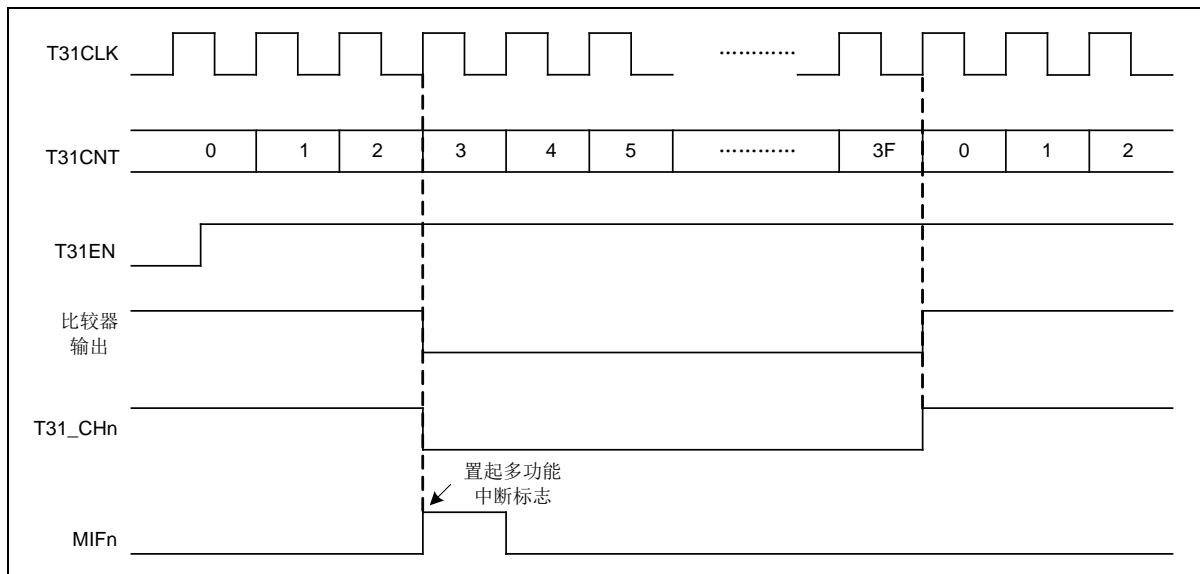 T31CLK
…………
T31CNT 0 1 2 3 4 5 ………… 3F 0 1 2
T31EN
比较器
输出
T31_CHn
置起多功能
中断标志
MIFn